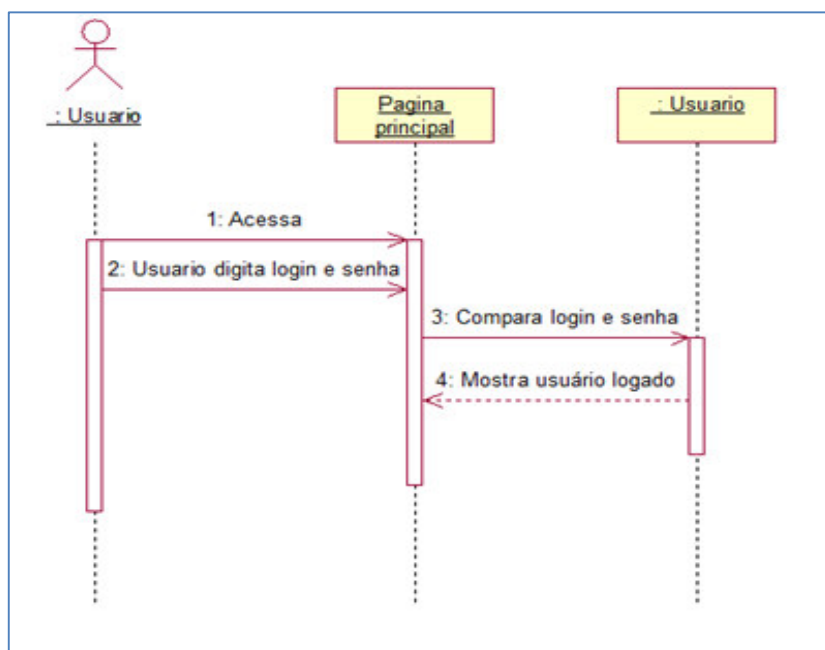 : Usuario
Pagina
principal
: Usuario
1: Acessa
2: Usuario digita login e senha
3: Compara login e senha
4: Mostra usuário logado